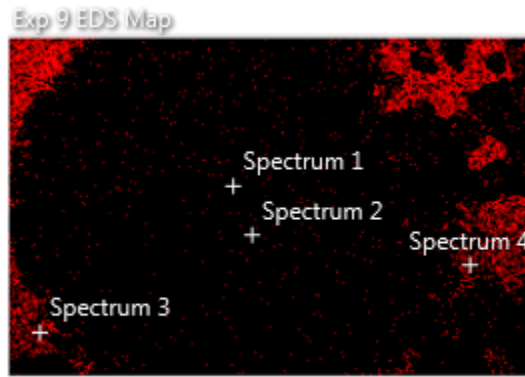 Exp 9 EDS Map
Spectrum 1
Spectrum 2
Spectrum 4
Spectrum 3